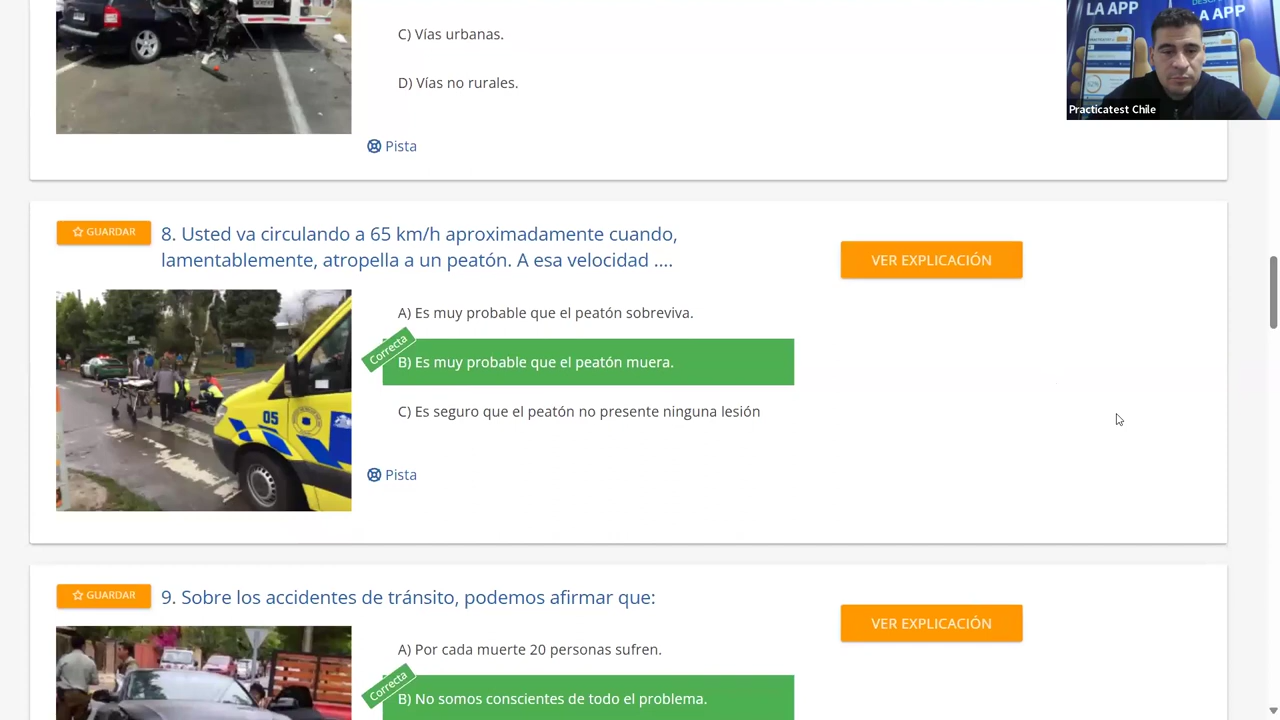 LA APP
LA APP
C) Vías urbanas.
D) Vías no rurales.
Practicatest Chile
Pista
GUARDAR
8. Usted va circulando a 65 km/h aproximadamente cuando,
lamentablemente, atropella a un peatón. A esa velocidad ....
VER EXPLICACIÓN
A) Es muy probable que el peatón sobreviva.
Correcta
B) Es muy probable que el peatón muera.
C) Es seguro que el peatón no presente ninguna lesión
05
Pista
GUARDAR
9. Sobre los accidentes de tránsito, podemos afirmar que:
VER EXPLICACIÓN
A) Por cada muerte 20 personas sufren.
Correcta
B) No somos conscientes de todo el problema.